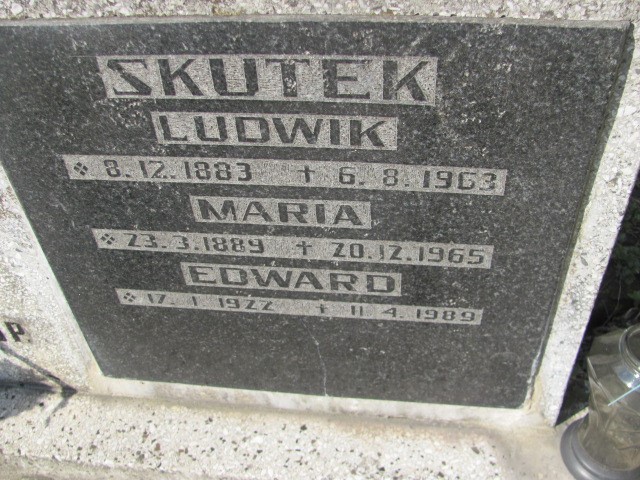 SKUTEK
LUDWIK
* 8.12.1883 + 6.8.1963
MARIA
* 23.3.1889 + 20.12.1965
EDWARD
* 17.1.1922 + 11.4.1989